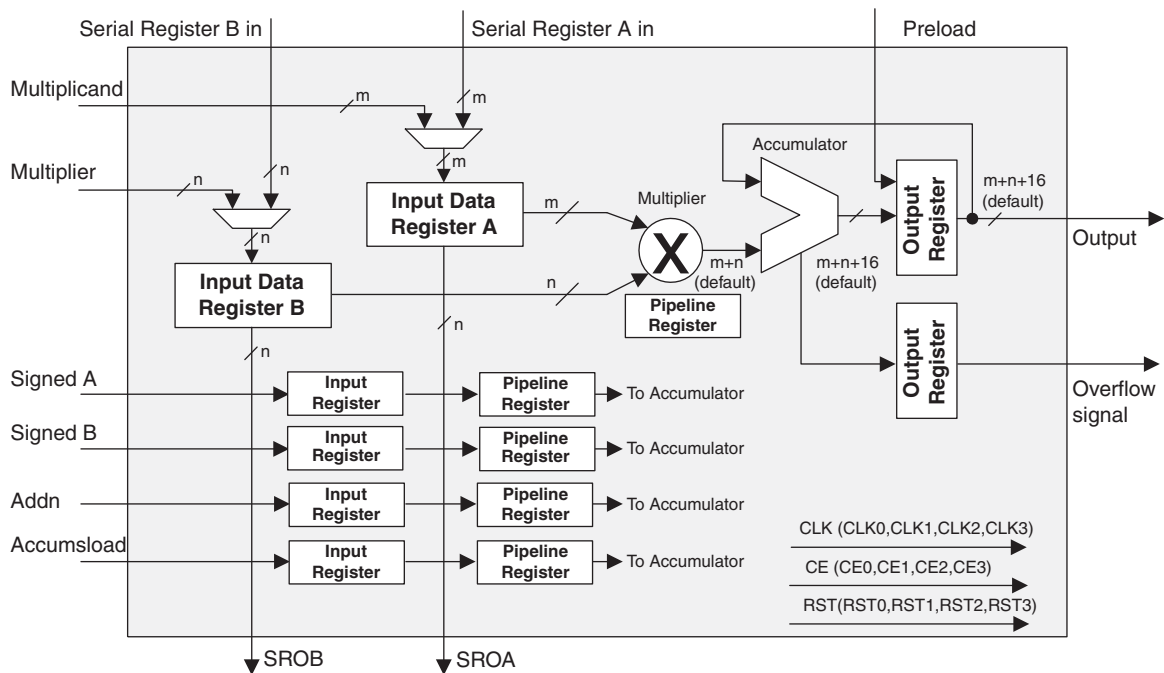 Serial Register B in
Serial Register A in
Preload
Multiplicand
m
m
Multiplier
n
n
m
n
Accumulator
Input Data
Register A
m
Multiplier
X
m+n
(default)
m+n+16
(default)
Output
Register
m+n+16
(default)
Output
Input Data
Register B
n
Pipeline
Register
n
n
Output
Register
Overflow
signal
Signed A
Input
Register
Pipeline
Register
To Accumulator
Signed B
Input
Register
Pipeline
Register
To Accumulator
Addn
Input
Register
Pipeline
Register
To Accumulator
Accumsload
Input
Register
Pipeline
Register
To Accumulator
CLK (CLK0,CLK1,CLK2,CLK3)
CE (CE0,CE1,CE2,CE3)
RST(RST0,RST1,RST2,RST3)
SROB
SROA